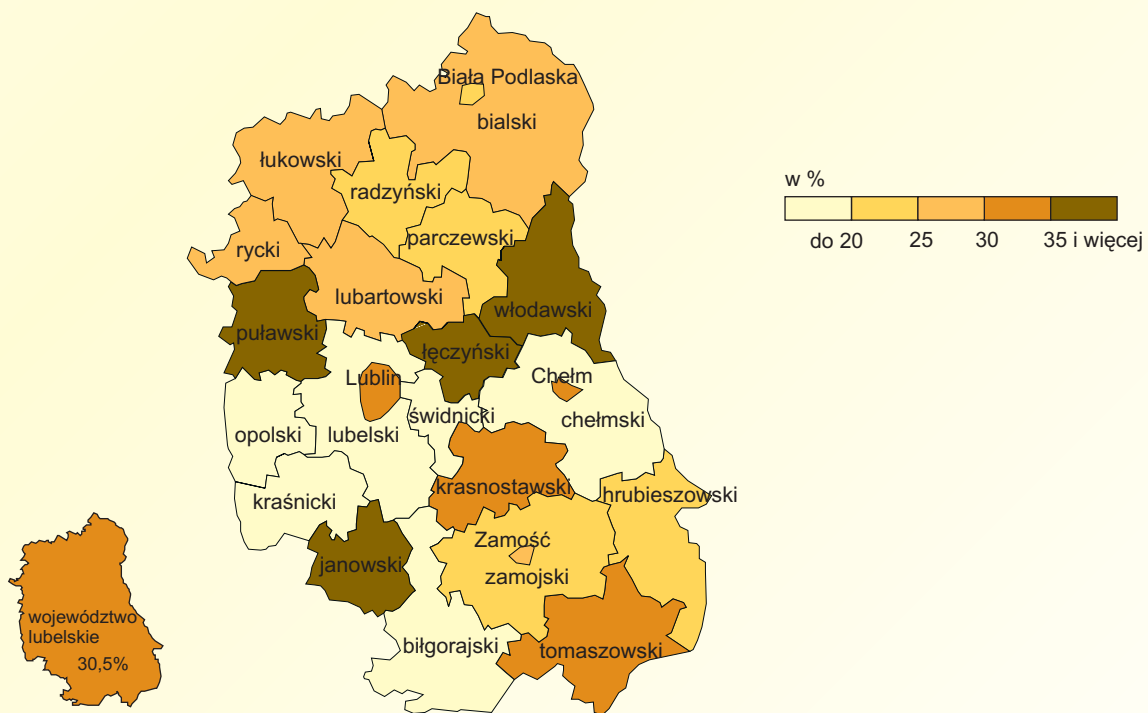 Biała Podlaska
bialski
łukowski
radzyński
w %
do 20
25
30
35 i więcej
parczewski
rycki
lubartowski
włodawski
puławski
łęczyński
Lublin
Chełm
świdnicki
chełmski
opolski
lubelski
krasnostawski
hrubieszowski
kraśnicki
Zamość
janowski
zamojski
województwo
lubelskie
30,5%
biłgorajski
tomaszowski